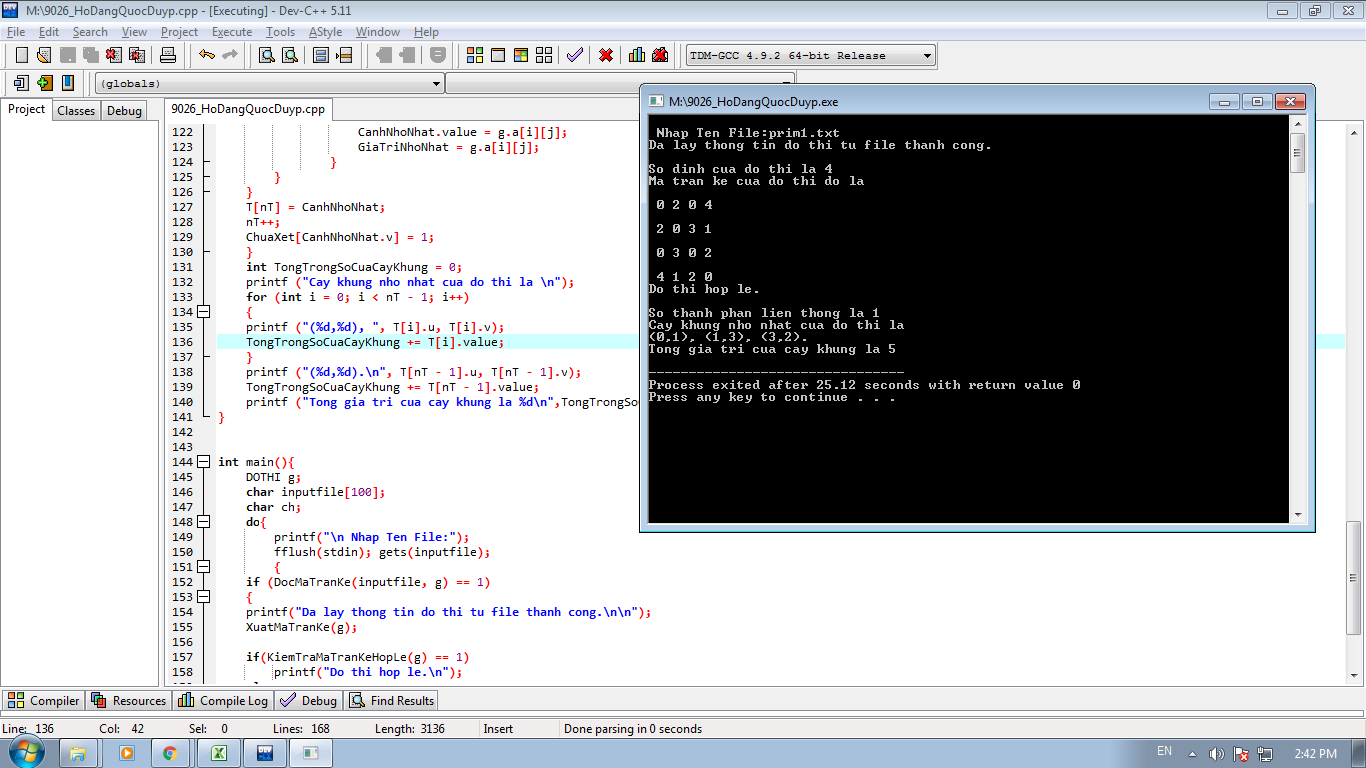 M:\9026_HoDangQuocDuyp.cpp - [Executing] - Dev-C++ 5.11
File Edit Search View Project Execute Tools AStyle Window Help
TDM-GCC 4.9.2 64-bit Release
(globals)
Project Classes Debug
9026_HoDangQuocDuyp.cpp
122 CanhNhoNhat.value = g.a[i][j];
123 GiaTriNhoNhat = g.a[i][j];
124 }
125 }
126 }
127 T[nT] = CanhNhoNhat;
128 nT++;
129 ChuaXet[CanhNhoNhat.v] = 1;
130 }
131 int TongTrongSoCuaCayKhung = 0;
132 printf ("Cay khung nho nhat cua do thi la \n");
133 for (int i = 0; i < nT - 1; i++)
134 {
135 printf ("(%d,%d), ", T[i].u, T[i].v);
136 TongTrongSoCuaCayKhung += T[i].value;
137 }
138 printf ("(%d,%d).\n", T[nT - 1].u, T[nT - 1].v);
139 TongTrongSoCuaCayKhung += T[nT - 1].value;
140 printf ("Tong gia tri cua cay khung la %d\n",TongTrongSo
141 }
142
143
144 int main(){
145 DOTHI g;
146 char inputfile[100];
147 char ch;
148 do{
149 printf("\n Nhap Ten File:");
150 fflush(stdin); gets(inputfile);
151 {
152 if (DocMaTranKe(inputfile, g) == 1)
153 {
154 printf("Da lay thong tin do thi tu file thanh cong.\n\n");
155 XuatMaTranKe(g);
156
157 if(KiemTraMaTranKeHopLe(g) == 1)
158 printf("Do thi hop le.\n");
M:\9026_HoDangQuocDuyp.exe
Nhap Ten File:prim1.txt
Da lay thong tin do thi tu file thanh cong.
So dinh cua do thi la 4
Ma tran ke cua do thi do la
0 2 0 4
2 0 3 1
0 3 0 2
4 1 2 0
Do thi hop le.
So thanh phan lien thong la 1
Cay khung nho nhat cua do thi la
(0,1), (1,3), (3,2).
Tong gia tri cua cay khung la 5
--------------------------------
Process exited after 25.12 seconds with return value 0
Press any key to continue . . .
Compiler Resources Compile Log Debug Find Results
Line: 136 Col: 42 Sel: 0 Lines: 168 Length: 3136 Insert Done parsing in 0 seconds
EN 2:42 PM